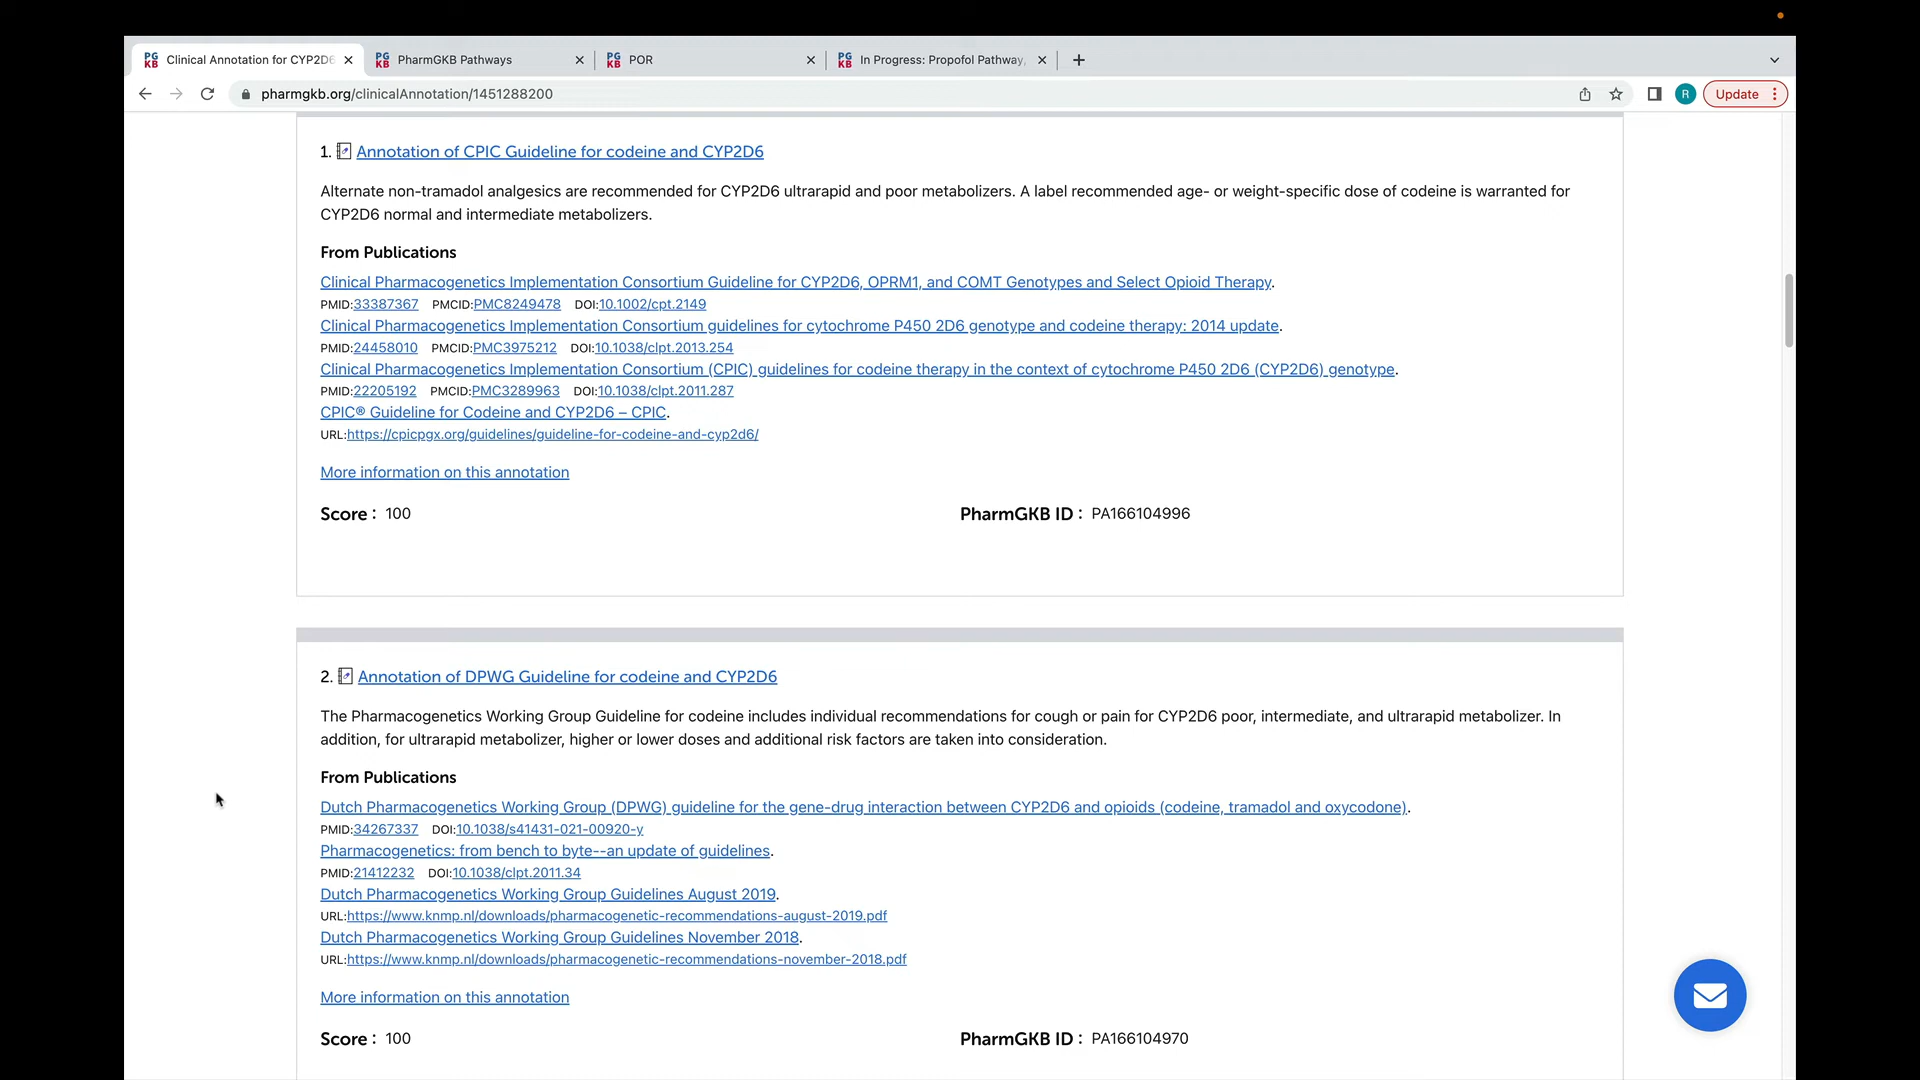 PG KB Clinical Annotation for CYP2D6 PG KB PharmGKB Pathways PG KB POR PG KB In Progress: Propofol Pathway,
pharmgkb.org/clinicalAnnotation/1451288200 R Update
1. Annotation of CPIC Guideline for codeine and CYP2D6
Alternate non-tramadol analgesics are recommended for CYP2D6 ultrarapid and poor metabolizers. A label recommended age- or weight-specific dose of codeine is warranted for
CYP2D6 normal and intermediate metabolizers.
From Publications
Clinical Pharmacogenetics Implementation Consortium Guideline for CYP2D6, OPRM1, and COMT Genotypes and Select Opioid Therapy.
PMID:33387367 PMCID:PMC8249478 DOI:10.1002/cpt.2149
Clinical Pharmacogenetics Implementation Consortium guidelines for cytochrome P450 2D6 genotype and codeine therapy: 2014 update.
PMID:24458010 PMCID:PMC3975212 DOI:10.1038/clpt.2013.254
Clinical Pharmacogenetics Implementation Consortium (CPIC) guidelines for codeine therapy in the context of cytochrome P450 2D6 (CYP2D6) genotype.
PMID:22205192 PMCID:PMC3289963 DOI:10.1038/clpt.2011.287
CPIC® Guideline for Codeine and CYP2D6 – CPIC.
URL:https://cpicpgx.org/guidelines/guideline-for-codeine-and-cyp2d6/
More information on this annotation
Score : 100 PharmGKB ID : PA166104996
2. Annotation of DPWG Guideline for codeine and CYP2D6
The Pharmacogenetics Working Group Guideline for codeine includes individual recommendations for cough or pain for CYP2D6 poor, intermediate, and ultrarapid metabolizer. In
addition, for ultrarapid metabolizer, higher or lower doses and additional risk factors are taken into consideration.
From Publications
Dutch Pharmacogenetics Working Group (DPWG) guideline for the gene-drug interaction between CYP2D6 and opioids (codeine, tramadol and oxycodone).
PMID:34267337 DOI:10.1038/s41431-021-00920-y
Pharmacogenetics: from bench to byte--an update of guidelines.
PMID:21412232 DOI:10.1038/clpt.2011.34
Dutch Pharmacogenetics Working Group Guidelines August 2019.
URL:https://www.knmp.nl/downloads/pharmacogenetic-recommendations-august-2019.pdf
Dutch Pharmacogenetics Working Group Guidelines November 2018.
URL:https://www.knmp.nl/downloads/pharmacogenetic-recommendations-november-2018.pdf
More information on this annotation
Score : 100 PharmGKB ID : PA166104970